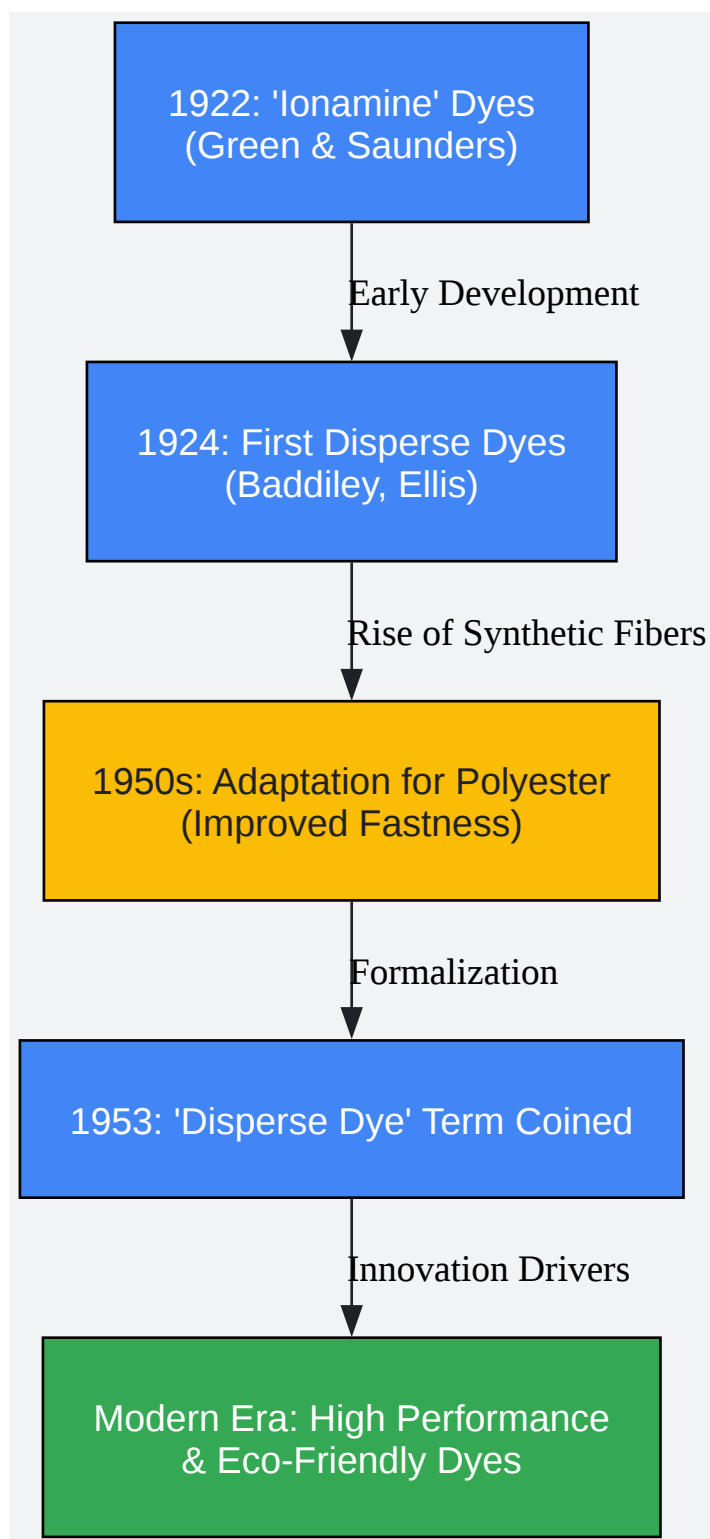 1922: 'Ionamine' Dyes
(Green & Saunders)
Early Development
1924: First Disperse Dyes
(Baddiley, Ellis)
Rise of Synthetic Fibers
1950s: Adaptation for Polyester
(Improved Fastness)
Formalization
1953: 'Disperse Dye' Term Coined
Innovation Drivers
Modern Era: High Performance
& Eco-Friendly Dyes